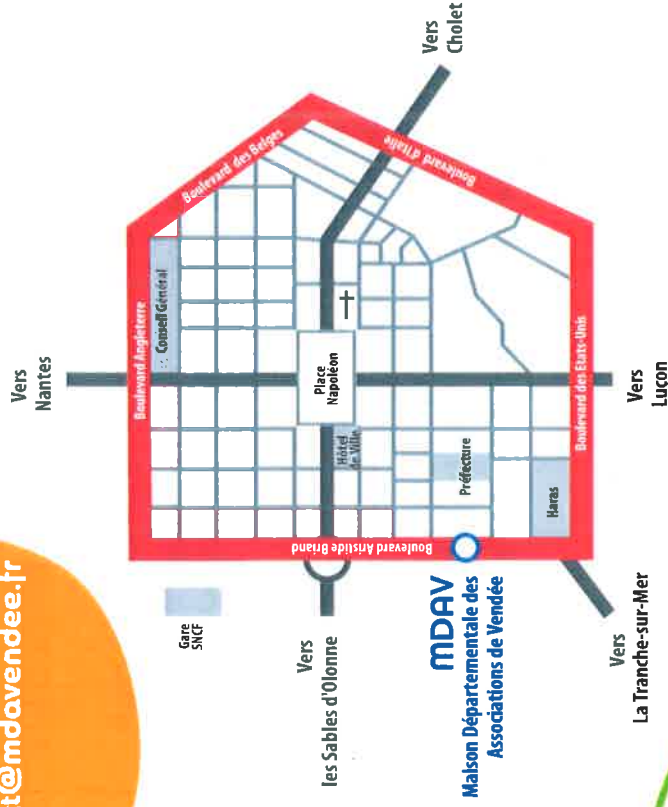 t@mdavendee.fr
Vers
Nantes
Boulevard Angleterre
Conseil Général
Boulevard des Belges
Gare
SNCF
Vers
Cholet
Place
Napoléon
Hôtel
de Ville
Vers
les Sables d'Olonne
Boulevard Aristide Briand
Boulevard d'Italie
MDAV
Maison Départementale des
Associations de Vendée
Préfecture
Haras
Boulevard des Etats-Unis
Vers
La Tranche-sur-Mer
Vers
Luçon